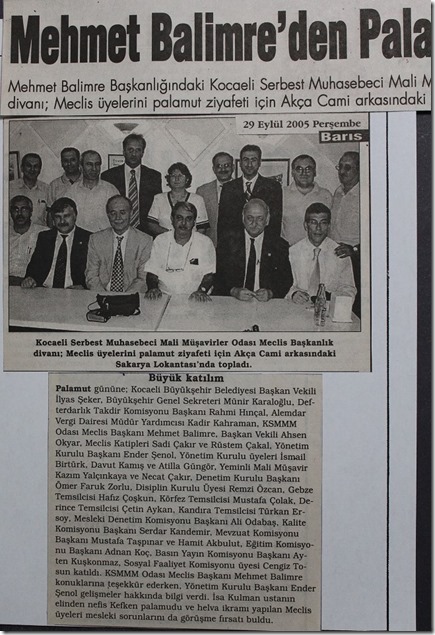 Mehmet Balimre'den Pala
Mehmet Balimre Başkanlığındaki Kocaeli Serbest Muhasebeci Mali M
divanı; Meclis üyelerini palamut ziyafeti için Akça Cami arkasındaki
29 Eylül 2005 Perşembe
Barış
Kocaeli Serbest Muhasebeci Mali Müşavirler Odası Meclis Başkanlık
divanı; Meclis üyelerini palamut ziyafeti için Akça Cami arkasındaki
Sakarya Lokantası'nda topladı.
Büyük katılım
Palamut gününe; Kocaeli Büyükşehir Belediyesi Başkan Vekili
İlyas Şeker, Büyükşehir Genel Sekreteri Münir Karaloğlu, Def-
terdarlık Takdir Komisyonu Başkanı Rahmi Hınçal, Alemdar
Vergi Dairesi Müdür Yardımcısı Kadir Kahraman, KSMMM
Odası Meclis Başkanı Mehmet Balimre, Başkan Vekili Ahsen
Okyar, Meclis Katipleri Sadi Çakır ve Rüstem Çakal, Yönetim
Kurulu Başkanı Ender Şenol, Yönetim Kurulu üyeleri İsmail
Birtürk, Davut Kamış ve Atilla Güngör, Yeminli Mali Müşavir
Kazım Yalçınkaya ve Necat Çakır, Denetim Kurulu Başkanı
Ömer Faruk Zorlu, Disiplin Kurulu Üyesi Remzi Özcan, Gebze
Temsilcisi Hafız Coşkun, Körfez Temsilcisi Mustafa Çolak, De-
rince Temsilcisi Çetin Aykan, Kandıra Temsilcisi Türkan Er-
soy, Mesleki Denetim Komisyonu Başkanı Ali Odabaş, Kalite
Komisyonu Başkanı Serdar Kandemir, Mevzuat Komisyonu
Başkanı Mustafa Taşpınar ve Hamit Akbulut, Eğitim Komisyo-
nu Başkanı Adnan Koç, Basın Yayın Komisyonu Başkanı Ay-
ten Kuşkonmaz, Sosyal Faaliyet Komisyonu üyesi Cengiz To-
sun katıldı. KSMMM Odası Meclis Başkanı Mehmet Balimre
konuklarına teşekkür ederken, Yönetim Kurulu Başkanı Ender
Şenol gelişmeler hakkında bilgi verdi. İsa Kulman ustanın
elinden nefis Kefken palamudu ve helva ikramı yapılan Meclis
üyeleri mesleki sorunlarını da görüşme fırsatı buldu.